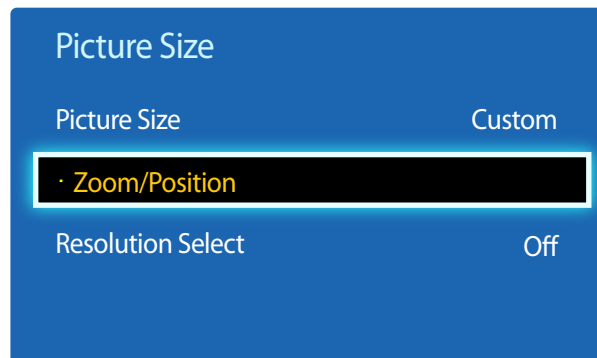 Picture Size
Picture Size Custom
· Zoom/Position
Resolution Select Off